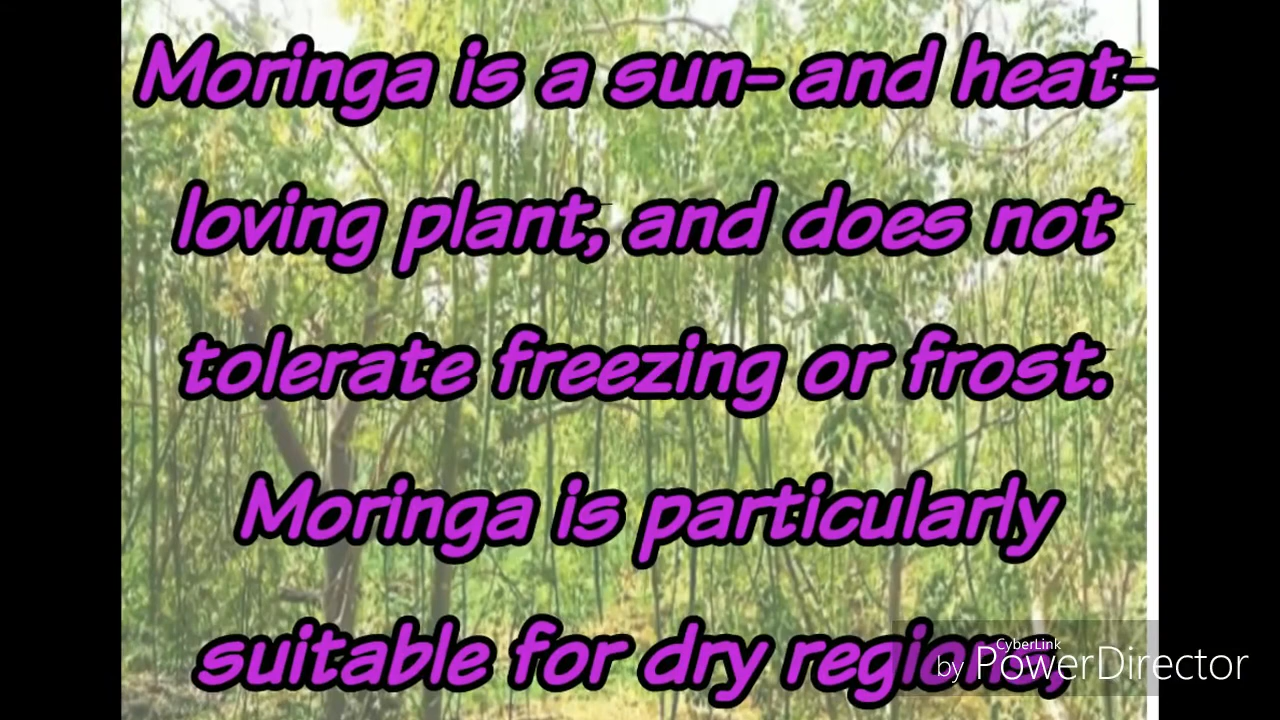 Moringa is a sun- and heat-
loving plant, and does not
tolerate freezing or frost.
Moringa is particularly
suitable for dry regions,
CyberLink
by PowerDirector